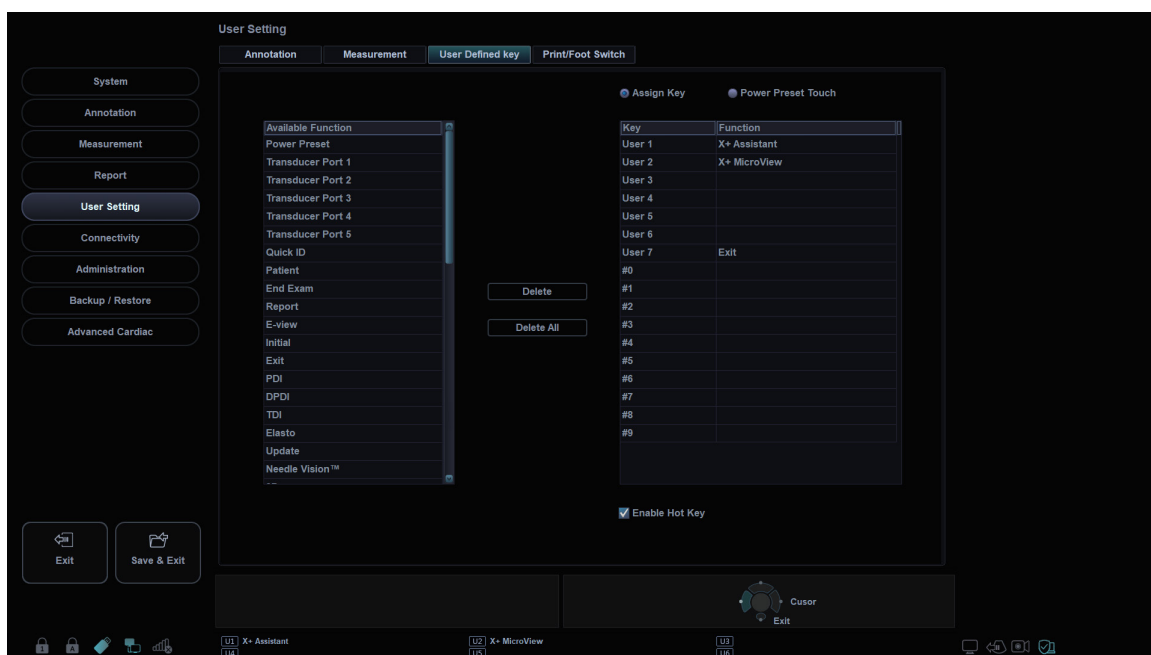 User Setting
Annotation Measurement User Defined key Print/Foot Switch
System
Annotation
Measurement
Report
User Setting
Connectivity
Administration
Backup / Restore
Advanced Cardiac
Exit
Save & Exit
Assign Key Power Preset Touch
Available Function
Power Preset
Transducer Port 1
Transducer Port 2
Transducer Port 3
Transducer Port 4
Transducer Port 5
Quick ID
Patient
End Exam
Report
E-view
Initial
Exit
PDI
DPDI
TDI
Elasto
Update
Needle Vision™
Delete
Delete All
Key Function
User 1 X+ Assistant
User 2 X+ MicroView
User 3
User 4
User 5
User 6
User 7 Exit
#0
#1
#2
#3
#4
#5
#6
#7
#8
#9
Enable Hot Key
Cusor
Exit
1 A
U1 X+ Assistant U2 X+ MicroView U3
U4 U5 U6